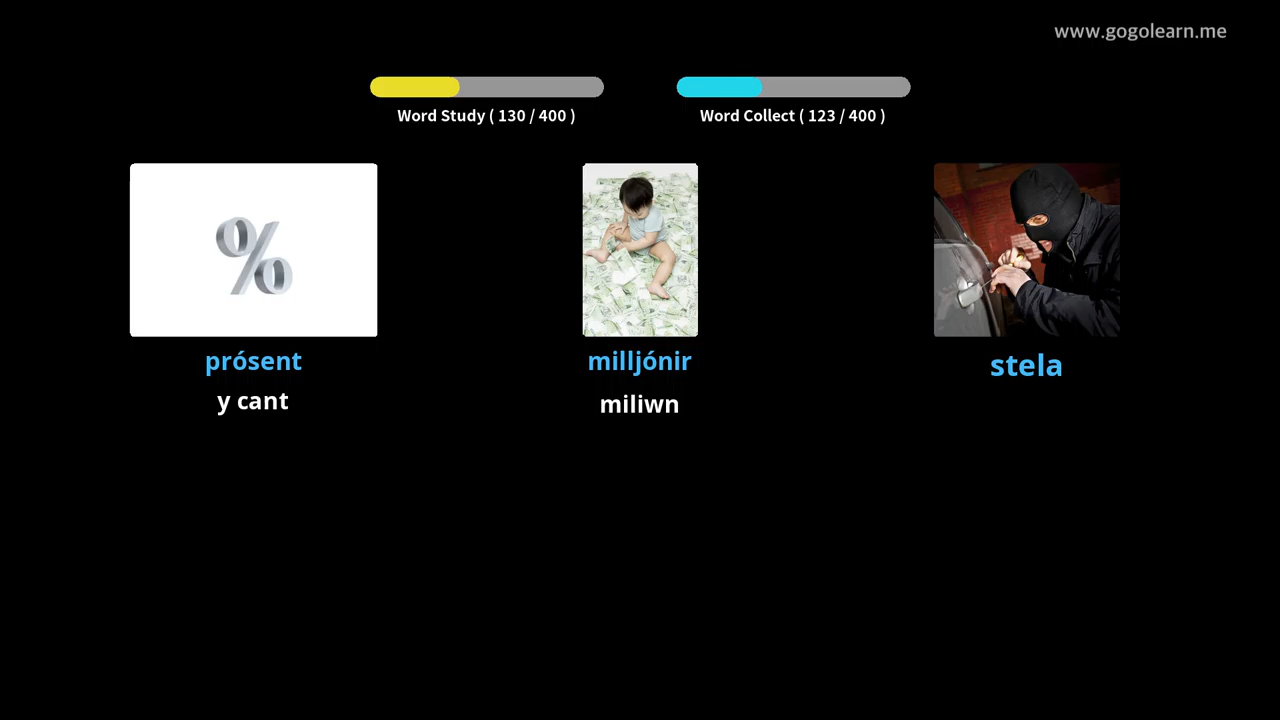 www.gogolearn.me
Word Study ( 130 / 400 )
Word Collect ( 123 / 400 )
%
prósent
milljónir
stela
y cant
miliwn